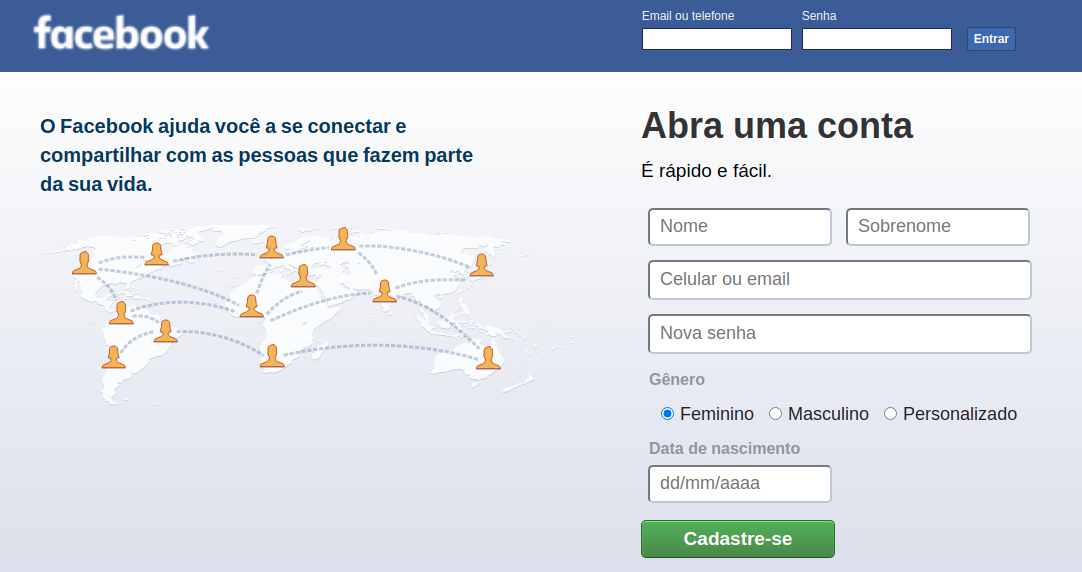 facebook
Email ou telefone
Senha
Entrar
O Facebook ajuda você a se conectar e
compartilhar com as pessoas que fazem parte
da sua vida.
Abra uma conta
É rápido e fácil.
Nome
Sobrenome
Celular ou email
Nova senha
Gênero
Feminino
Masculino
Personalizado
Data de nascimento
dd/mm/aaaa
Cadastre-se